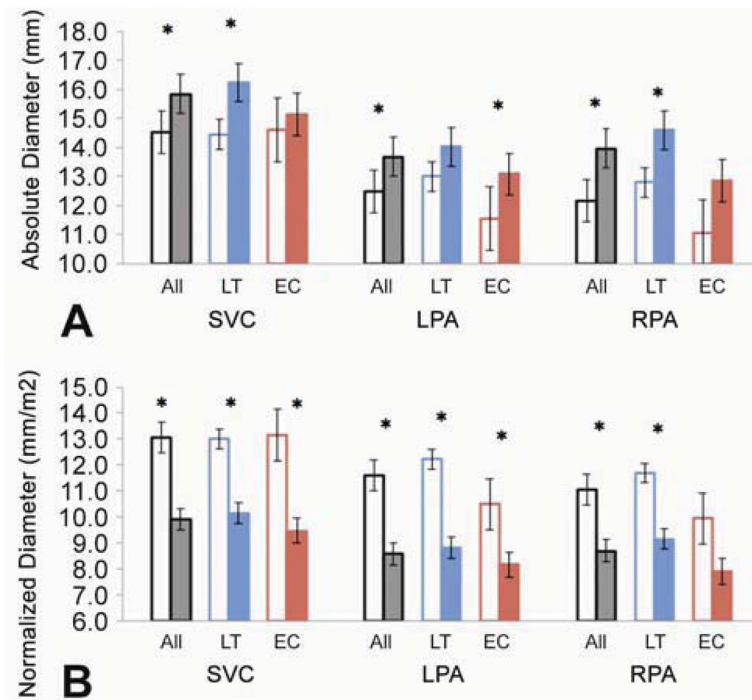 Absolute Diameter (mm)
18.0
17.0
16.0
15.0
14.0
13.0
12.0
11.0
10.0
* * * * * *
All LT EC All LT EC All LT EC
SVC LPA RPA
A
Normalized Diameter (mm/m2)
15.0
14.0
13.0
12.0
11.0
10.0
9.0
8.0
7.0
6.0
* * * * * * * *
All LT EC All LT EC All LT EC
SVC LPA RPA
B